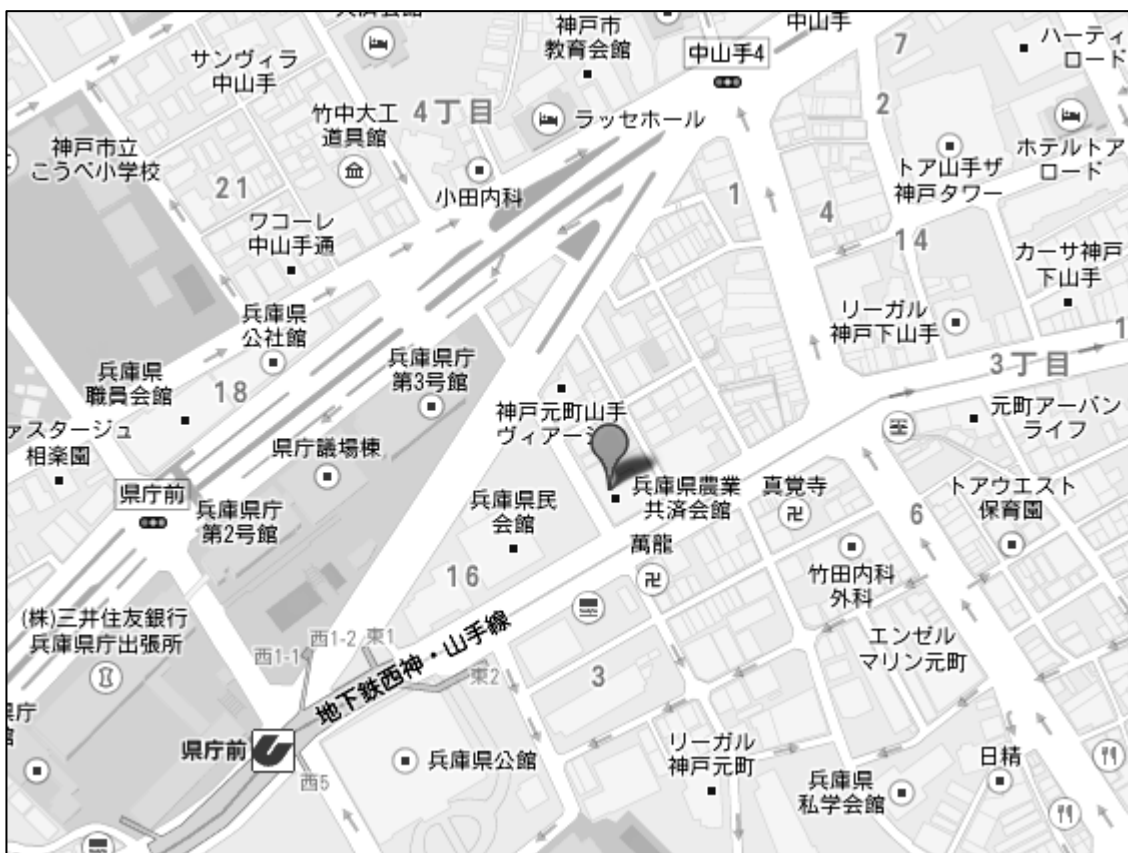 中山手
中山手4
7
ハーティ
ロード
神戸市
教育会館
サンヴィラ
中山手
竹中大工
道具館
4丁目
ラッセホール
2
神戸市立
こうべ小学校
小田内科
トア山手ザ
神戸タワー
ホテルトア
ロード
21
1
4
14
ワコーレ
中山手通
カーサ神戸
下山手
兵庫県
公社館
リーガル
神戸下山手
兵庫県庁
第3号館
3丁目
1
兵庫県
職員会館
18
神戸元町山手
ヴィアー
元町アーバン
ライフ
ァスタージュ
相楽園
県庁議場棟
県庁前
兵庫県庁
第2号館
兵庫県民
会館
兵庫県農業
共済会館
真覚寺
トアウエスト
保育園
6
萬龍
16
竹田内科
外科
(株)三井住友銀行
兵庫県庁出張所
西1-1
西1-2
東1
地下鉄西神・山手線
東2
3
エンゼル
マリン元町
県庁前
西5
兵庫県公館
リーガル
神戸元町
兵庫県
私学会館
日精